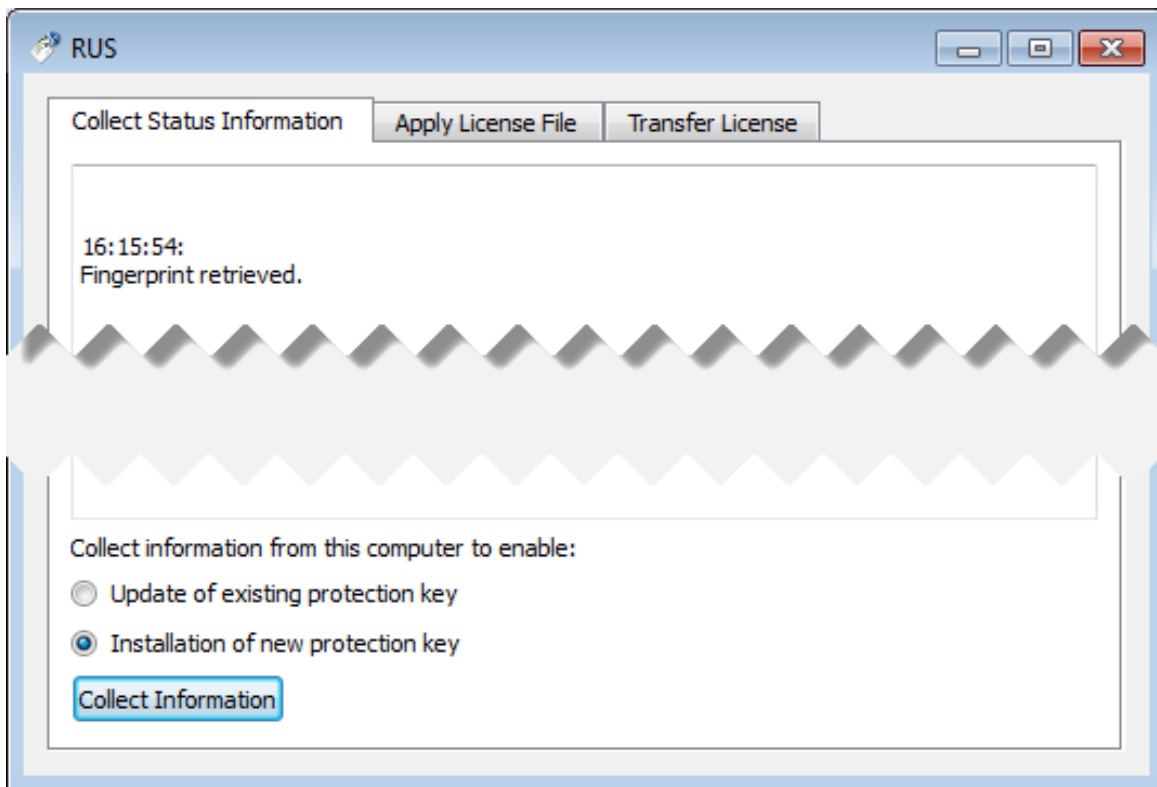 RUS
Collect Status Information
Apply License File
Transfer License
16:15:54:
Fingerprint retrieved.
Collect information from this computer to enable:
Update of existing protection key
Installation of new protection key
Collect Information